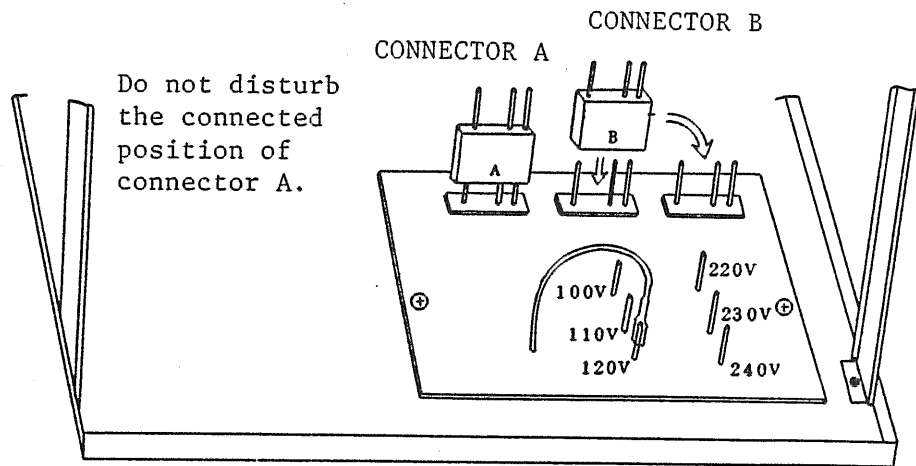 CONNECTOR B
CONNECTOR A
Do not disturb
the connected
position of
connector A.
B
A
220V
100V
230V
110V
120V
240V